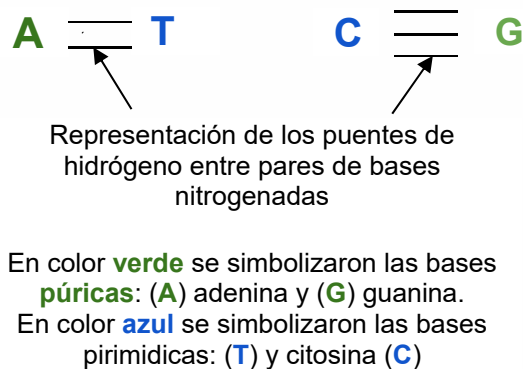 A T C G
Representación de los puentes de
hidrógeno entre pares de bases
nitrogenadas
En color verde se simbolizaron las bases
púricas: (A) adenina y (G) guanina.
En color azul se simbolizaron las bases
pirimidicas: (T) y citosina (C)